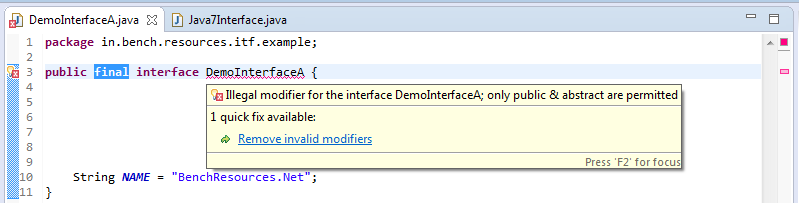 DemoInterfaceA.java Java7Interface.java
1 package in.bench.resources.itf.example;
2
3 public final interface DemoInterfaceA {
4
Illegal modifier for the interface DemoInterfaceA; only public & abstract are permitted
5
1 quick fix available:
6
7
Remove invalid modifiers
8
9
Press 'F2' for focus
10 String NAME = "BenchResources.Net";
11 }